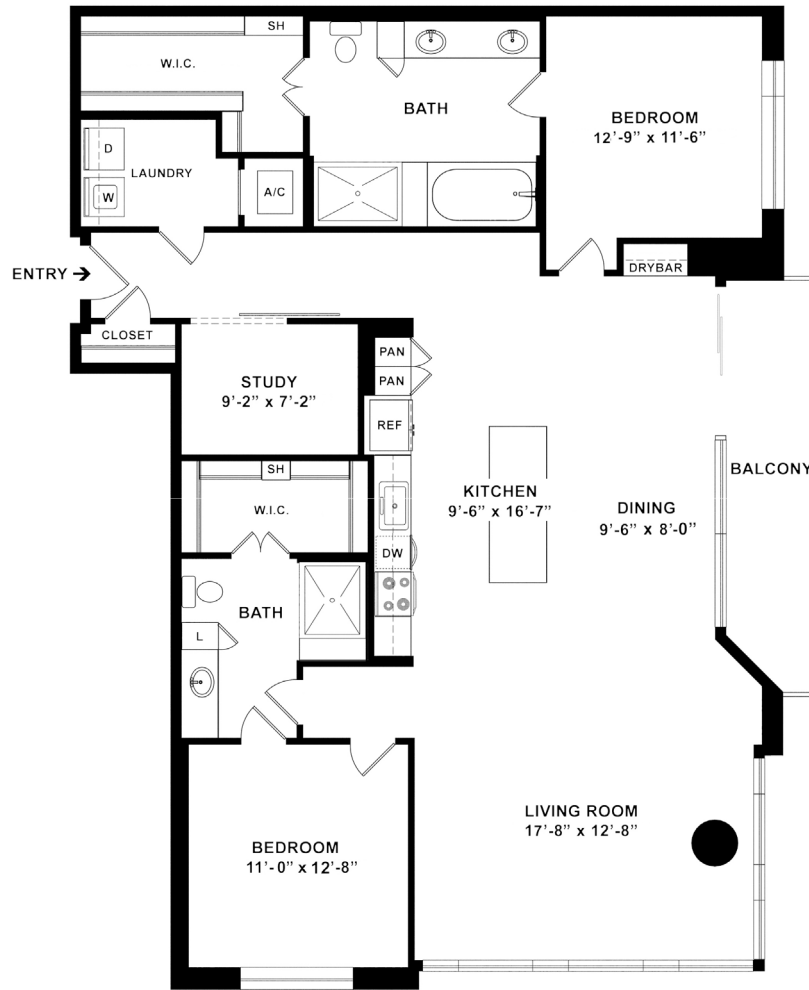 SH
W.I.C.
BATH
BEDROOM
12'-9" x 11'-6"
D
LAUNDRY
W
A/C
ENTRY →
DRYBAR
CLOSET
PAN
STUDY
9'-2" x 7'-2"
PAN
REF
SH
KITCHEN
9'-6" x 16'-7"
DINING
9'-6" x 8'-0"
BALCONY
W.I.C.
DW
BATH
L
LIVING ROOM
17'-8" x 12'-8"
BEDROOM
11'-0" x 12'-8"